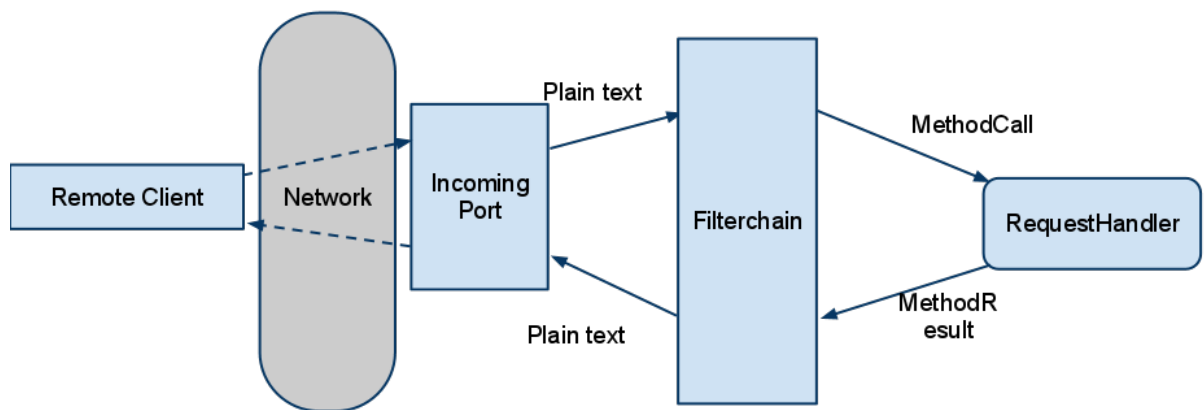 Plain text
MethodCall
Remote Client
Network
Incoming
Port
Filterchain
RequestHandler
Plain text
MethodR
esult